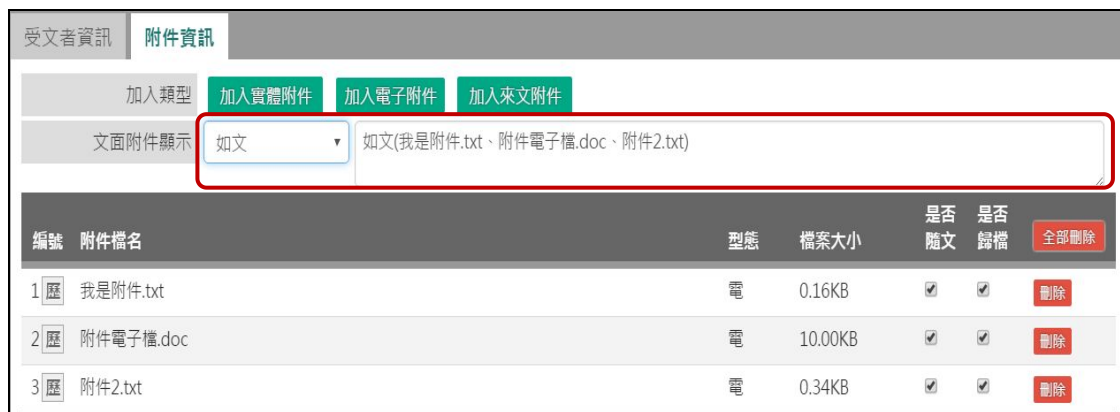 受文者資訊 附件資訊
加入類型 加入實體附件 加入電子附件 加入來文附件
文面附件顯示 如文 如文(我是附件.txt、附件電子檔.doc、附件2.txt)
編號 附件檔名 型態 檔案大小 是否隨文 是否歸檔 全部刪除
1 歷 我是附件.txt 電 0.16KB 刪除
2 歷 附件電子檔.doc 電 10.00KB 刪除
3 歷 附件2.txt 電 0.34KB 刪除